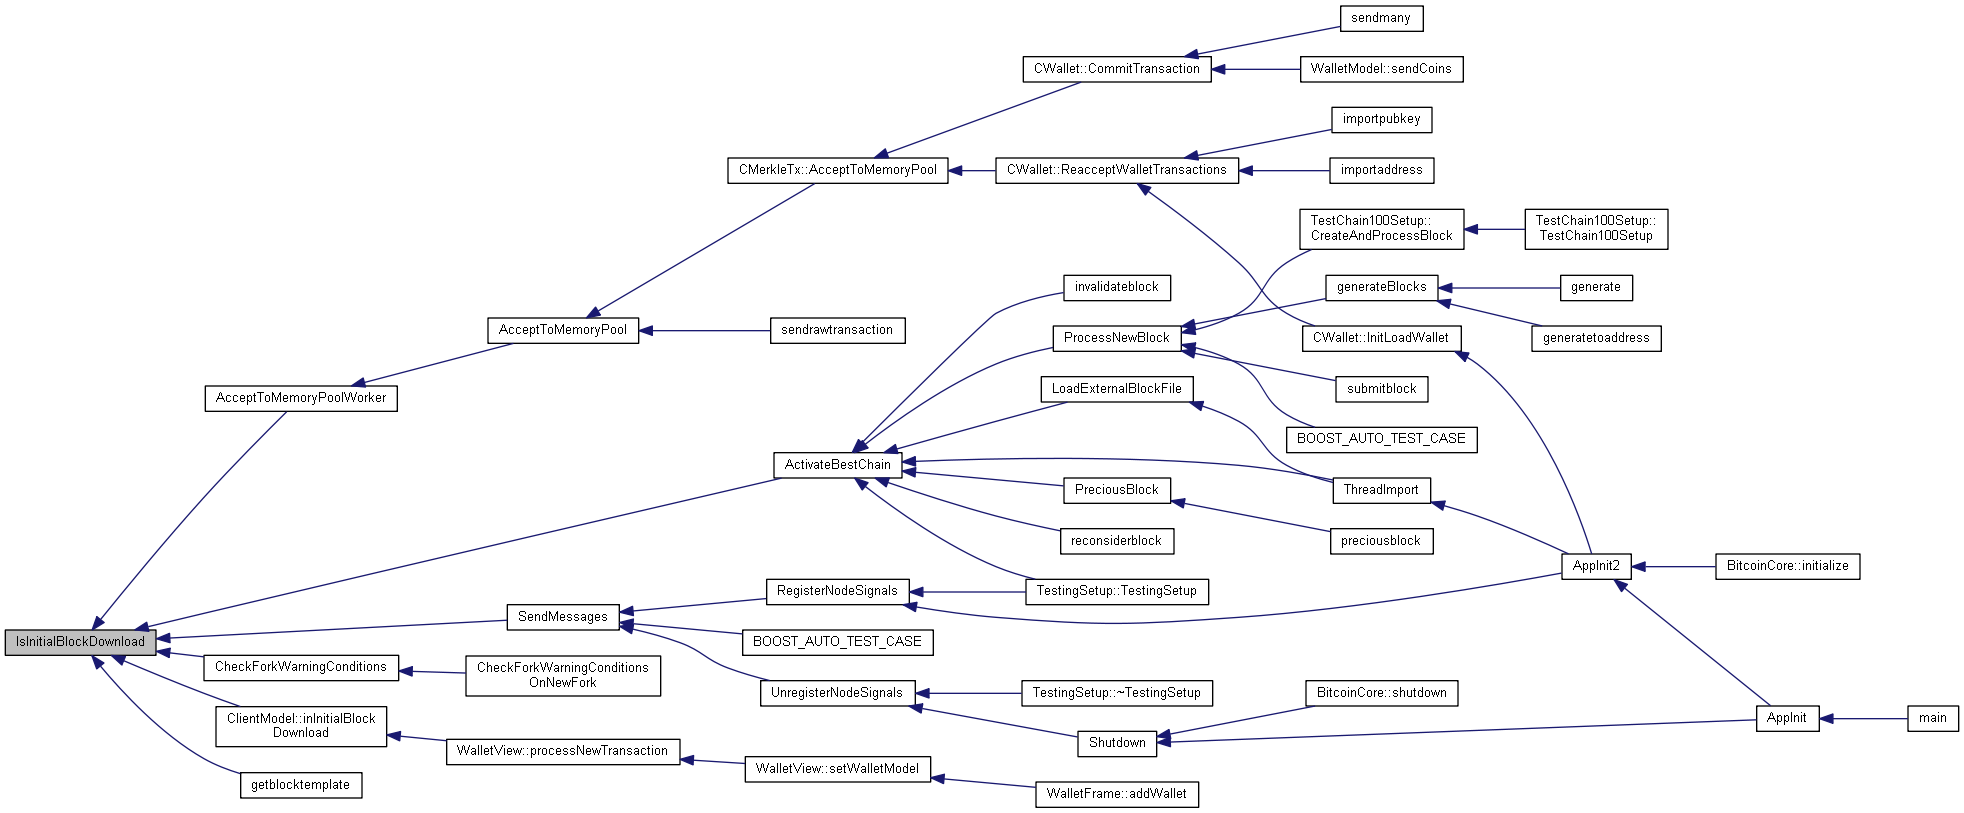 sendmany
CWallet::CommitTransaction
WalletModel::sendCoins
importpubkey
CMerkleTx::AcceptToMemoryPool
CWallet::ReacceptWalletTransactions
importaddress
TestChain100Setup::
CreateAndProcessBlock
TestChain100Setup::
TestChain100Setup
invalidateblock
generateBlocks
generate
AcceptToMemoryPool
sendrawtransaction
ProcessNewBlock
CWallet::InitLoadWallet
generatetoaddress
AcceptToMemoryPoolWorker
LoadExternalBlockFile
submitblock
BOOST_AUTO_TEST_CASE
ActivateBestChain
PreciousBlock
ThreadImport
reconsiderblock
preciousblock
AppInit2
BitcoinCore::initialize
RegisterNodeSignals
TestingSetup::TestingSetup
SendMessages
IsInitialBlockDownload
BOOST_AUTO_TEST_CASE
CheckForkWarningConditions
CheckForkWarningConditions
OnNewFork
UnregisterNodeSignals
TestingSetup::~TestingSetup
BitcoinCore::shutdown
ClientModel::inInitialBlock
Download
AppInit
main
WalletView::processNewTransaction
Shutdown
WalletView::setWalletModel
getblocktemplate
WalletFrame::addWallet